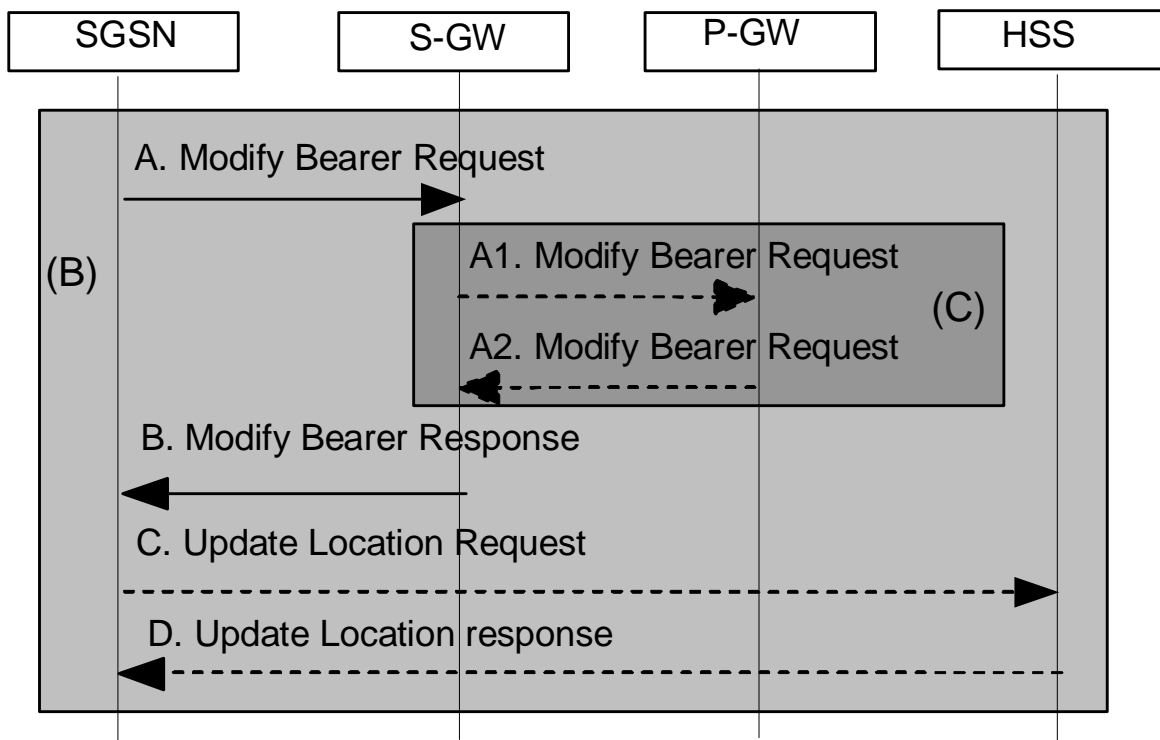 SGSN
S-GW
P-GW
HSS
A. Modify Bearer Request
(B)
A1. Modify Bearer Request
(C)
A2. Modify Bearer Request
B. Modify Bearer Response
C. Update Location Request
D. Update Location response